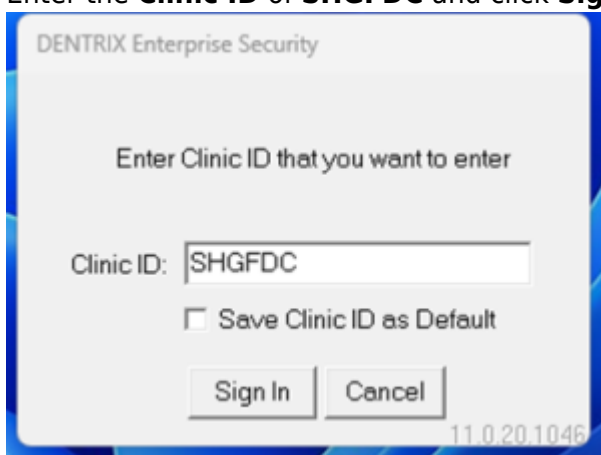 Enter the Clinic ID of SHGFDC and click Sig
DENTRIX Enterprise Security
Enter Clinic ID that you want to enter
Clinic ID: SHGFDC
Save Clinic ID as Default
Sign In Cancel
11.0.20.1046